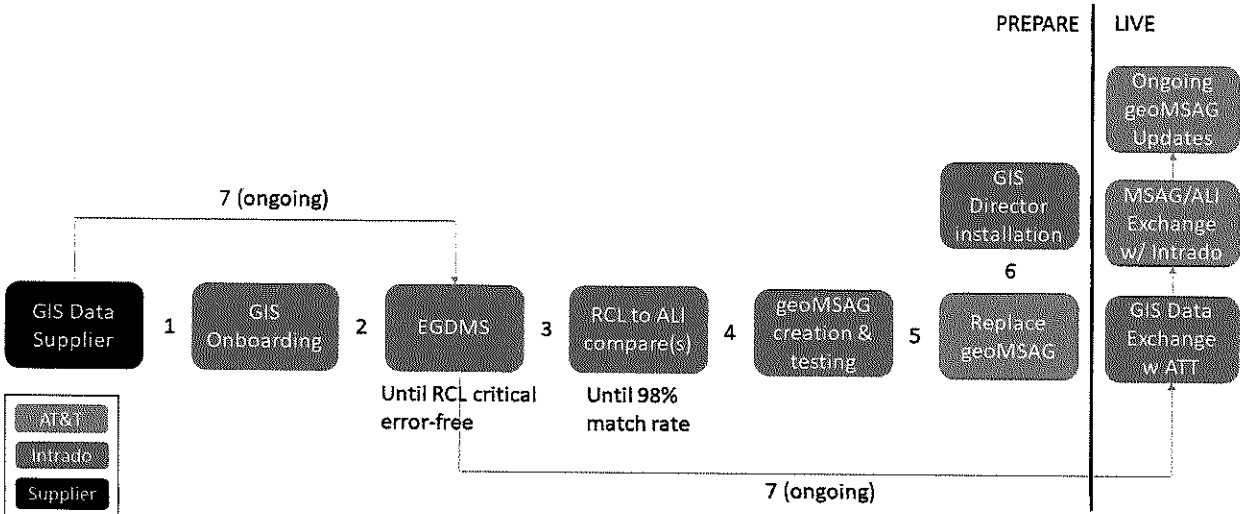 PREPARE
LIVE
Ongoing
geoMSAG
Updates
7 (ongoing)
GIS
Director
installation
MSAG/ALI
Exchange
w/ Intrado
6
GIS Data
Supplier
1
GIS
Onboarding
2
EGDMS
3
RCL to ALI
compare(s)
4
geoMSAG
creation &
testing
5
Replace
geoMSAG
GIS Data
Exchange
w ATT
Until RCL critical
error-free
Until 98%
match rate
AT&T
Intrado
Supplier
7 (ongoing)